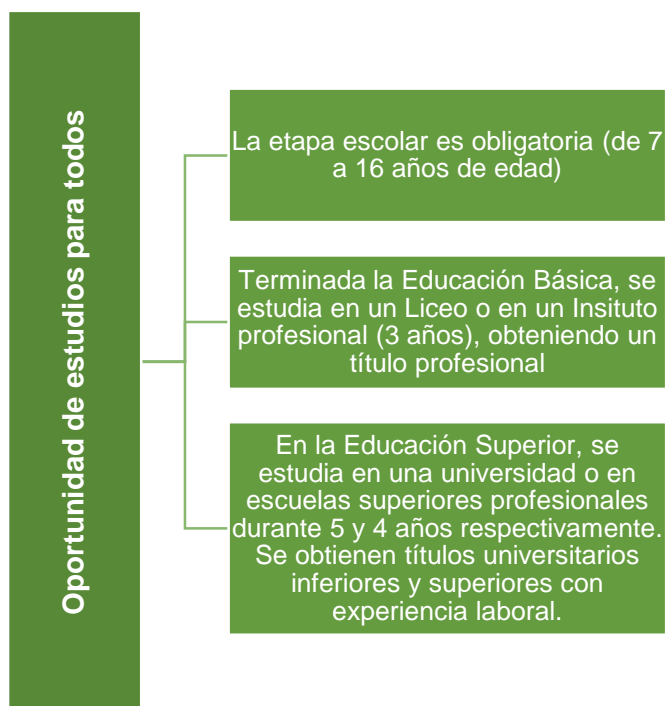 Oportunidad de estudios para todos
La etapa escolar es obligatoria (de 7
a 16 años de edad)
Terminada la Educación Básica, se
estudia en un Liceo o en un Insituto
profesional (3 años), obteniendo un
título profesional
En la Educación Superior, se
estudia en una universidad o en
escuelas superiores profesionales
durante 5 y 4 años respectivamente.
Se obtienen títulos universitarios
inferiores y superiores con
experiencia laboral.